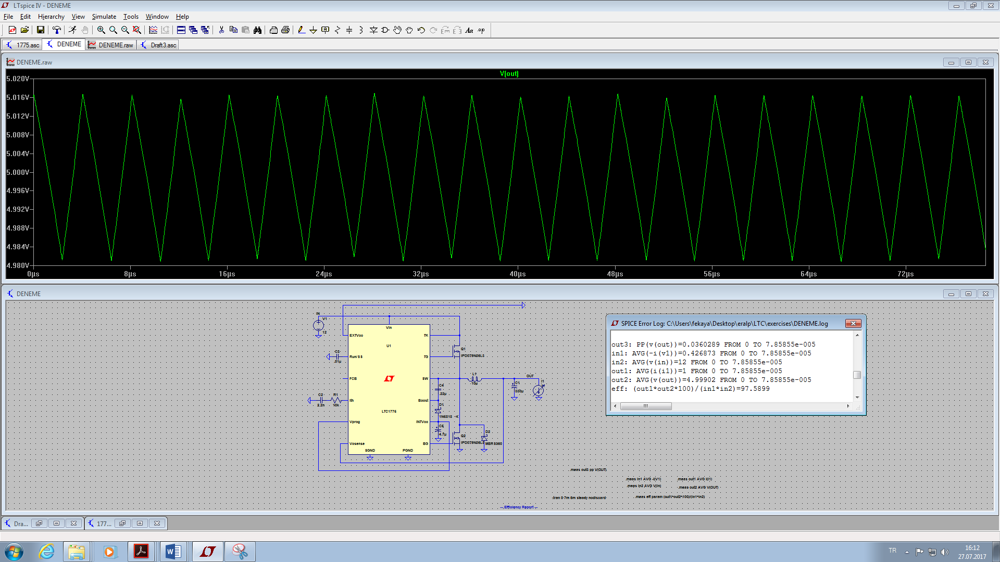 LTspice IV - DENEME
File Edit Hierarchy View Simulate Tools Window Help
1775.asc DENEME DENEME.raw Draft3.asc
DENEME.raw
V(out)
5.020V
5.016V
5.012V
5.008V
5.004V
5.000V
4.996V
4.992V
4.988V
4.984V
4.980V
0µs 8µs 16µs 24µs 32µs 40µs 48µs 56µs 64µs 72µs
DENEME
IN
V1
12
Vin
EXTVcc
TK
U1
Q1
C3
.01µ
Run/SS
TG
IPD079N06L3
FCB
SW
L1
10µ
OUT
C1
330µ
I1
C4
.22µ
C2
2.2n
R1
10k
Ith
Boost
D1
1N5818
LTC1775
Vprog
INTVcc
C5
4.7µ
Q2
IPD079N06L3
D2
MBRS360
Vosense
BG
SGND
PGND
SPICE Error Log: C:\Users\fekaya\Desktop\eralp\LTC\exercises\DENEME.log
out3: PP(v(out))=0.0360289 FROM 0 TO 7.85855e-005
in1: AVG(-i(v1))=0.426873 FROM 0 TO 7.85855e-005
in2: AVG(v(in))=12 FROM 0 TO 7.85855e-005
out1: AVG(i(i1))=1 FROM 0 TO 7.85855e-005
out2: AVG(v(out))=4.99902 FROM 0 TO 7.85855e-005
eff: (out1*out2*100)/(in1*in2)=97.5899
.meas out3 pp V(OUT)
.meas in1 AVG -I(V1)
.meas out1 AVG I(I1)
.meas in2 AVG V(in)
.meas out2 AVG V(OUT)
.tran 0 7m 6m steady nodiscard
.meas eff param (out1*out2*100)/(in1*in2)
-- Efficiency Report --
Dra... 177...
TR
16:12
27.07.2017